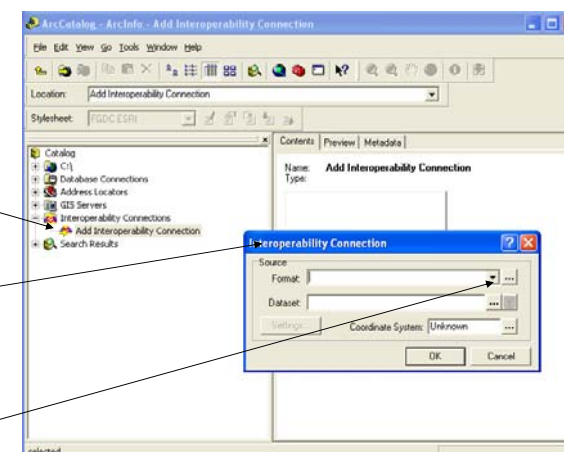 ArcCatalog - ArcInfo - Add Interoperability Connection
File Edit View Go Tools Window Help
Location: Add Interoperability Connection
Stylesheet: FGDC ESRI
Contents Preview Metadata
Catalog
C:\
Database Connections
Address Locators
GIS Servers
Interoperability Connections
Add Interoperability Connection
Search Results
Name: Add Interoperability Connection
Type:
Interoperability Connection
Source
Format:
Dataset:
Settings... Coordinate System: Unknown ...
OK Cancel
selected